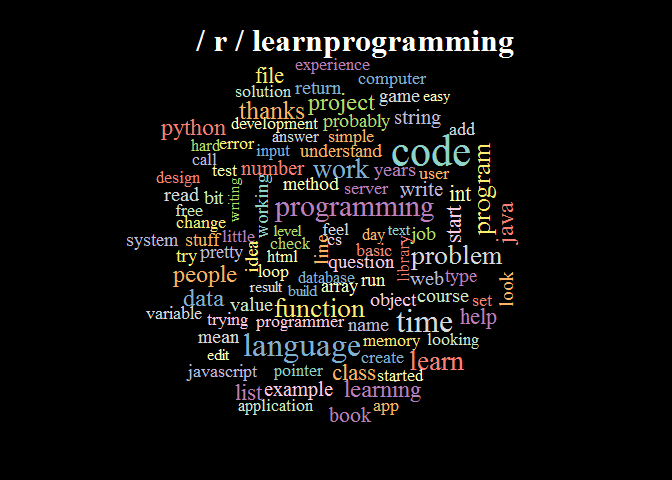 / r / learnprogramming
experience
file
computer
solution
return
game
easy
thanks
project
development
probably
string
python
answer
simple
add
hard
error
input
understand
code
call
test
number
work
years
user
program
design
method
server
write
int
read
bit
writing
working
programming
start
java
free
change
level
feel
day
text
job
system
stuff
little
idea
check
line
cs
basic
library
problem
try
pretty
html
question
people
loop
database
run
web
type
look
result
build
array
data
value
function
object
course
set
variable
trying
programmer
name
time
help
mean
language
memory
looking
edit
create
learn
javascript
pointer
class
started
list
example
learning
application
book
app